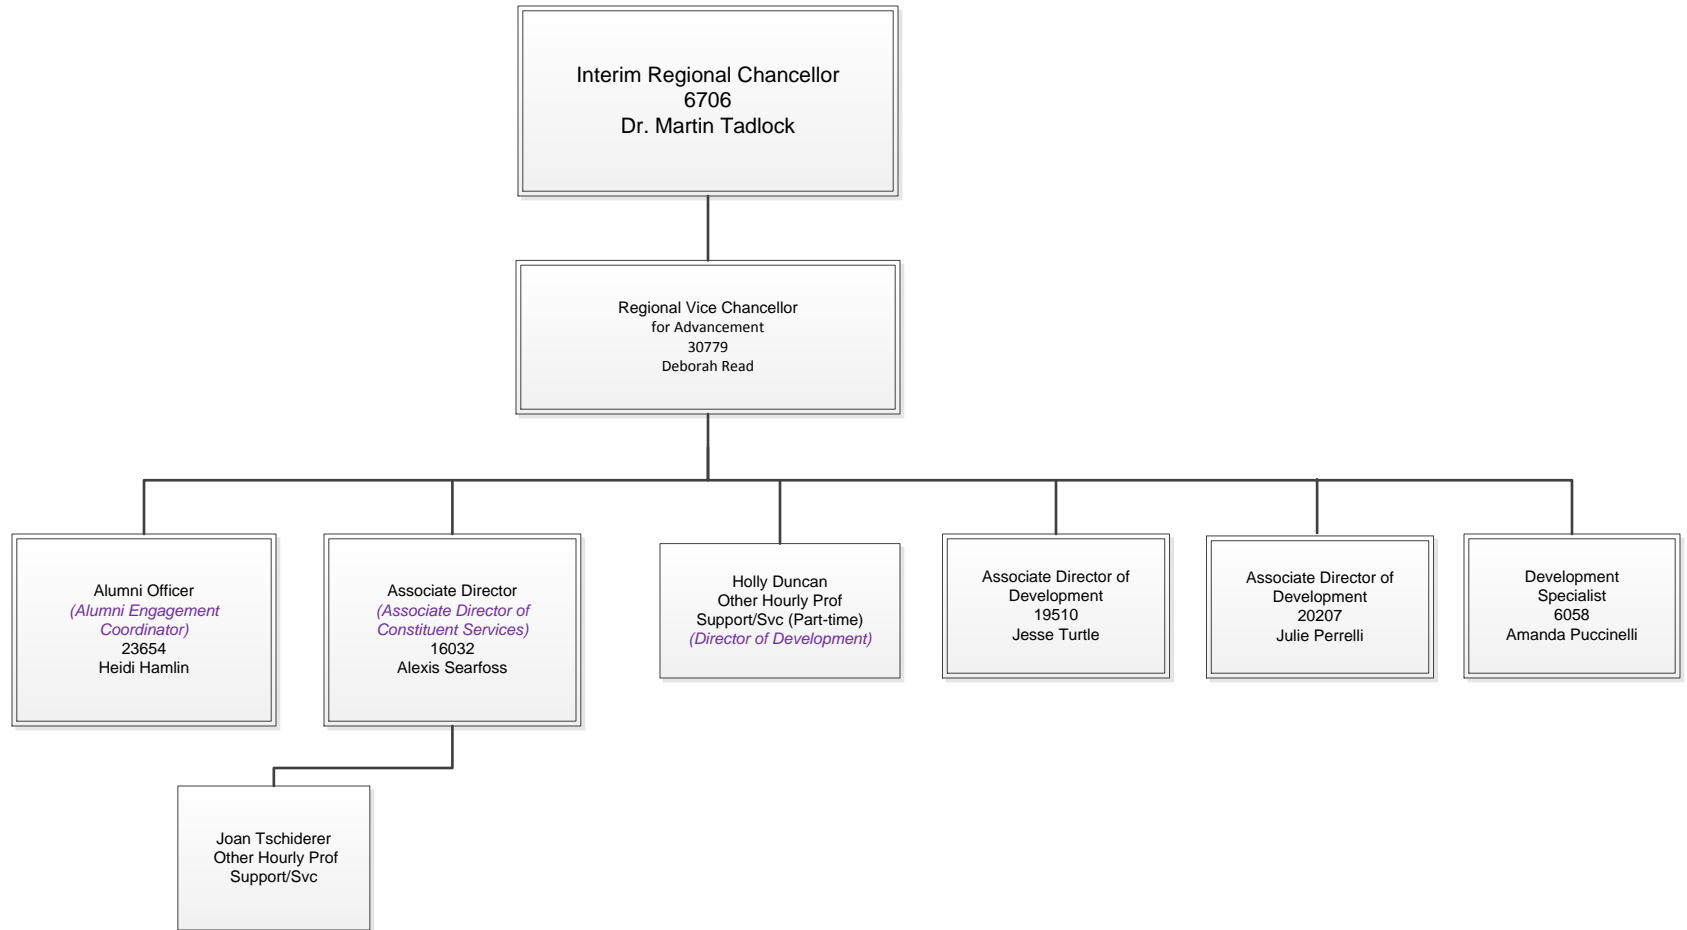 Interim Regional Chancellor
6706
Dr. Martin Tadlock
Regional Vice Chancellor
for Advancement
30779
Deborah Read
Alumni Officer
(Alumni Engagement
Coordinator)
23654
Heidi Hamlin
Associate Director
(Associate Director of
Constituent Services)
16032
Alexis Searfoss
Holly Duncan
Other Hourly Prof
Support/Svc (Part-time)
(Director of Development)
Associate Director of
Development
19510
Jesse Turtle
Associate Director of
Development
20207
Julie Perrelli
Development
Specialist
6058
Amanda Puccinelli
Joan Tschiderer
Other Hourly Prof
Support/Svc